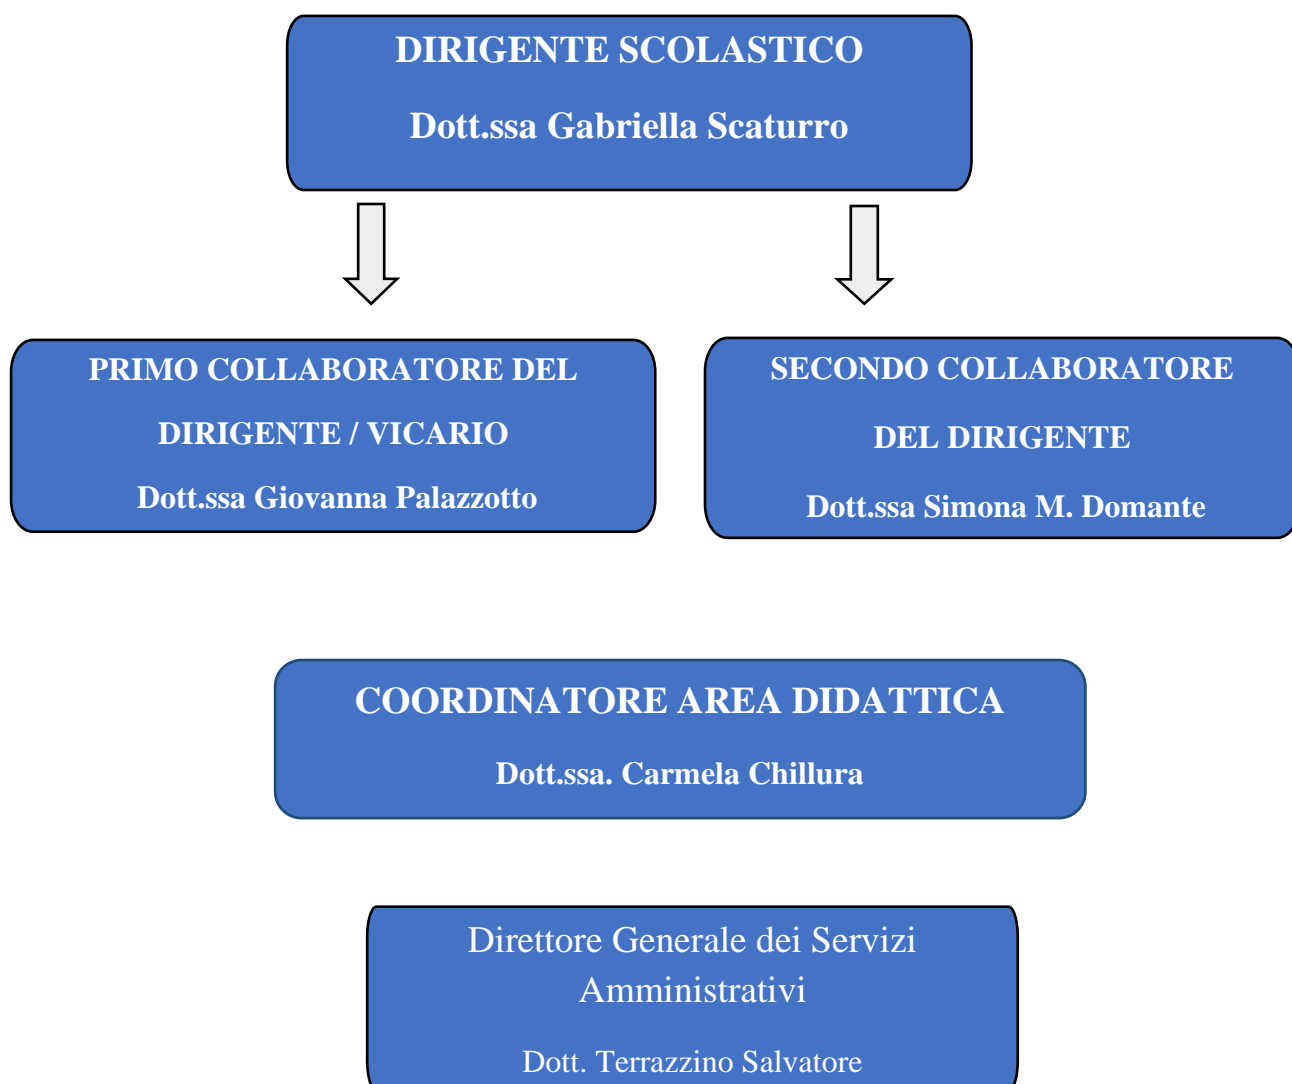 DIRIGENTE SCOLASTICO
Dott.ssa Gabriella Scaturro
PRIMO COLLABORATORE DEL
DIRIGENTE / VICARIO
Dott.ssa Giovanna Palazzotto
SECONDO COLLABORATORE
DEL DIRIGENTE
Dott.ssa Simona M. Domante
COORDINATORE AREA DIDATTICA
Dott.ssa. Carmela Chillura
Direttore Generale dei Servizi
Amministrativi
Dott. Terrazzino Salvatore